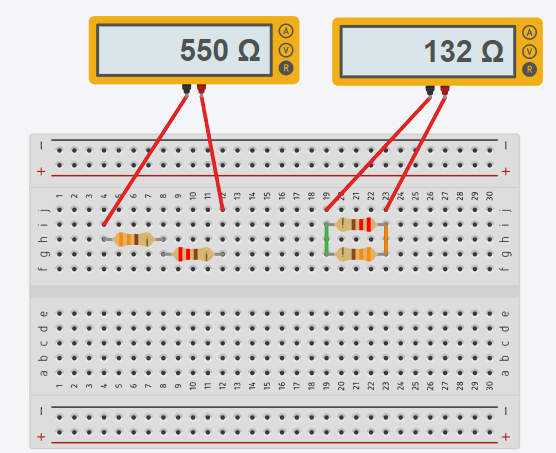 550 Ω
A
V
R
132 Ω
A
V
R
− −
+ +
1 2 3 4 5 6 7 8 9 10 11 12 13 14 15 16 17 18 19 20 21 22 23 24 25 26 27 28 29 30
j j
i i
h h
g g
f f
e e
d d
c c
b b
a a
1 2 3 4 5 6 7 8 9 10 11 12 13 14 15 16 17 18 19 20 21 22 23 24 25 26 27 28 29 30
− −
+ +